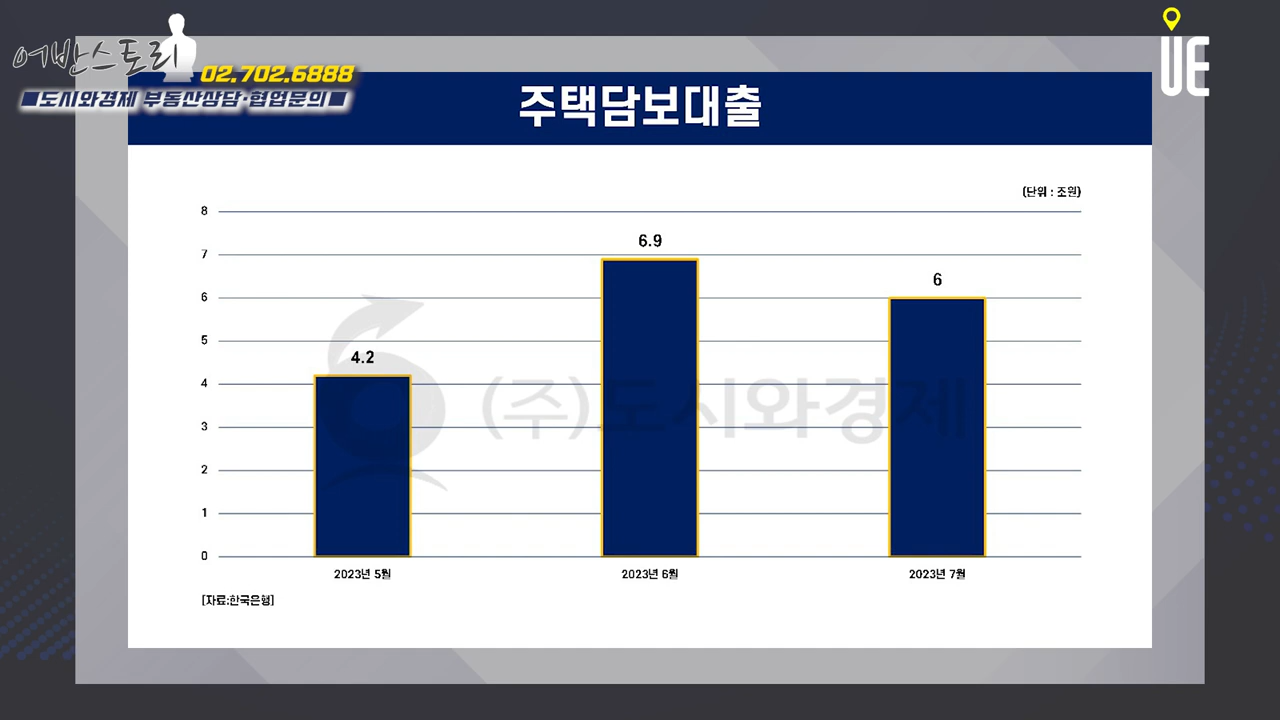 어반스토리
02.702.6888
■도시와경제 부동산상담·협업문의■
UE
주택담보대출
(단위 : 조원)
8
7
6
5
4
3
2
1
0
4.2
6.9
6
(주)도시와경제
2023년 5월
2023년 6월
2023년 7월
[자료:한국은행]